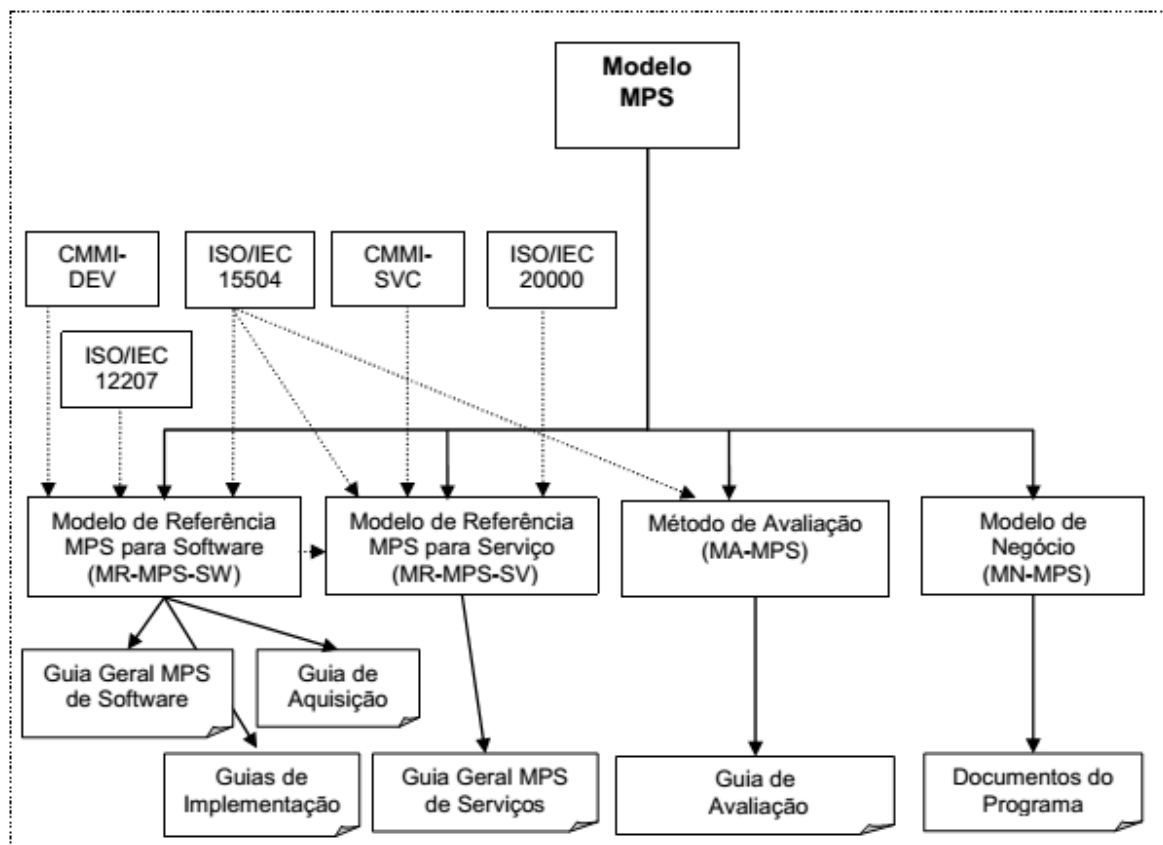 Modelo
MPS
CMMI-
DEV
ISO/IEC
15504
CMMI-
SVC
ISO/IEC
20000
ISO/IEC
12207
Modelo de Referência
MPS para Software
(MR-MPS-SW)
Modelo de Referência
MPS para Serviço
(MR-MPS-SV)
Método de Avaliação
(MA-MPS)
Modelo de
Negócio
(MN-MPS)
Guia Geral MPS
de Software
Guia de
Aquisição
Guias de
Implementação
Guia Geral MPS
de Serviços
Guia de
Avaliação
Documentos do
Programa